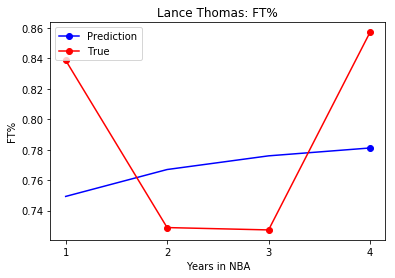 Lance Thomas: FT%
Prediction
True
FT%
0.86
0.84
0.82
0.80
0.78
0.76
0.74
1 2 3 4
Years in NBA